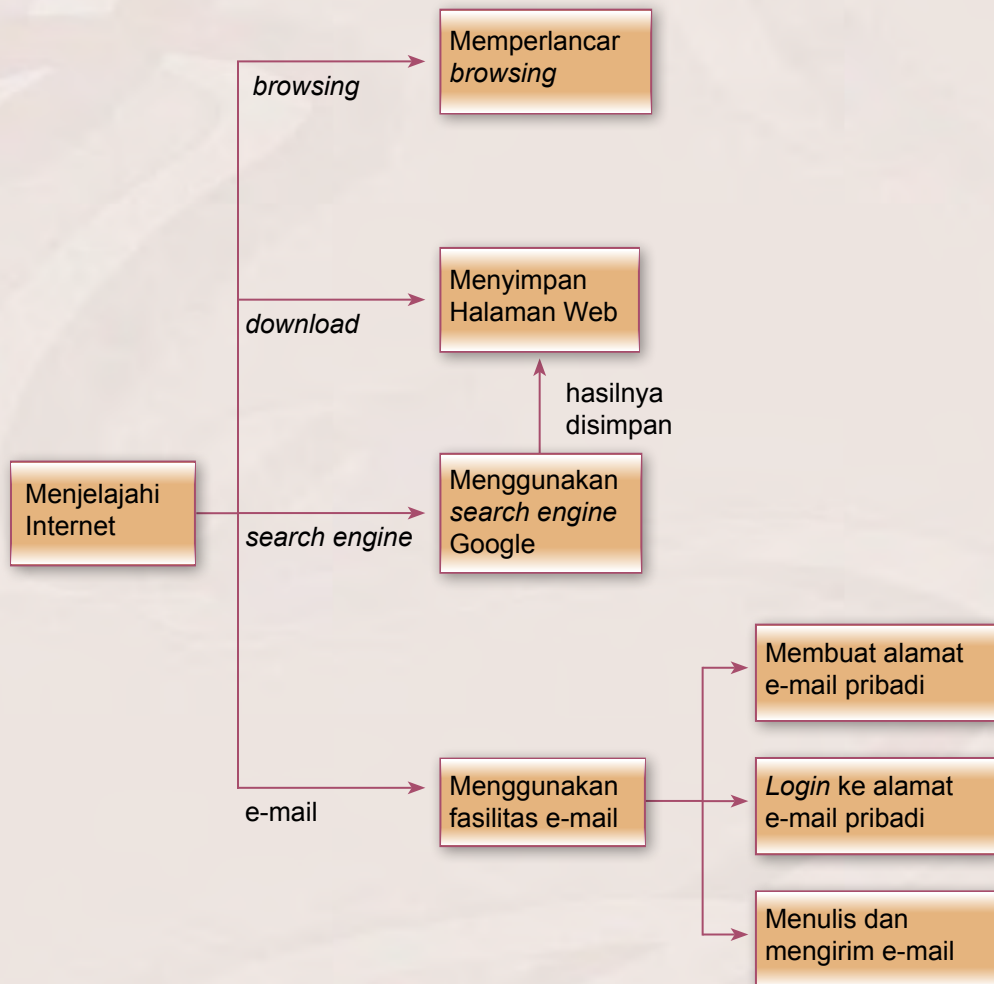 Memperlancar
browsing
browsing
Menyimpan
Halaman Web
download
hasilnya
disimpan
Menjelajahi
Internet
Menggunakan
search engine
Google
search engine
Membuat alamat
e-mail pribadi
Menggunakan
fasilitas e-mail
e-mail
Login ke alamat
e-mail pribadi
Menulis dan
mengirim e-mail